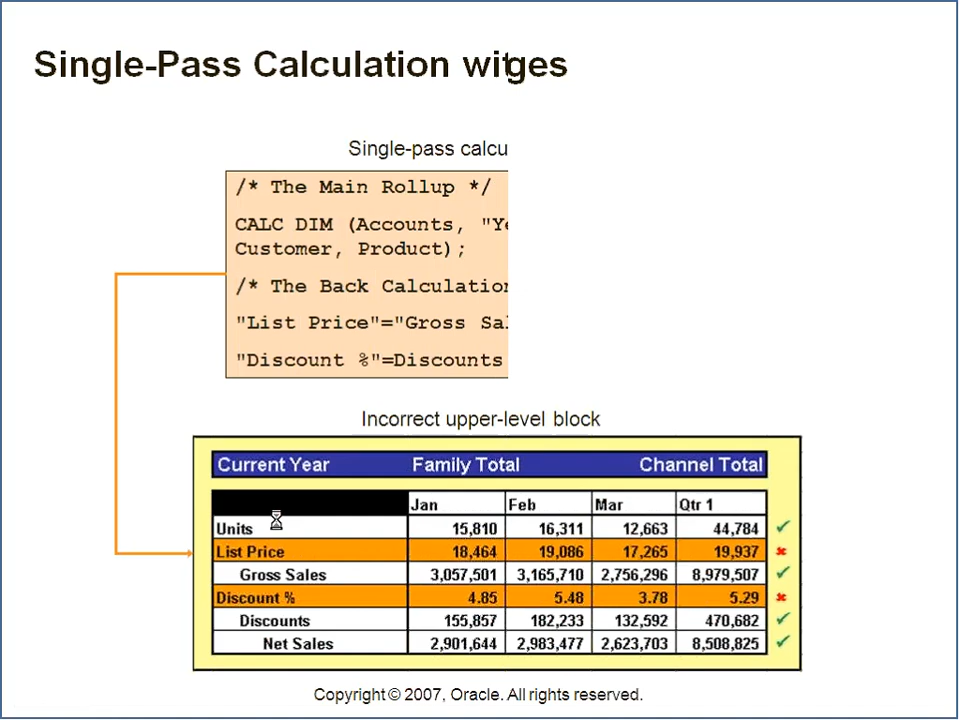 Single-Pass Calculation witges
Single-pass calcu
/* The Main Rollup */
CALC DIM (Accounts, "Ye
Customer, Product);
/* The Back Calculation
"List Price"="Gross Sal
"Discount %"=Discounts
Incorrect upper-level block
Current Year Family Total Channel Total
Jan Feb Mar Qtr 1
Units 15,810 16,311 12,663 44,784
List Price 18,464 19,086 17,265 19,937
Gross Sales 3,057,501 3,165,710 2,756,296 8,979,507
Discount % 4.85 5.48 3.78 5.29
Discounts 155,857 182,233 132,592 470,682
Net Sales 2,901,644 2,983,477 2,623,703 8,508,825
Copyright © 2007, Oracle. All rights reserved.